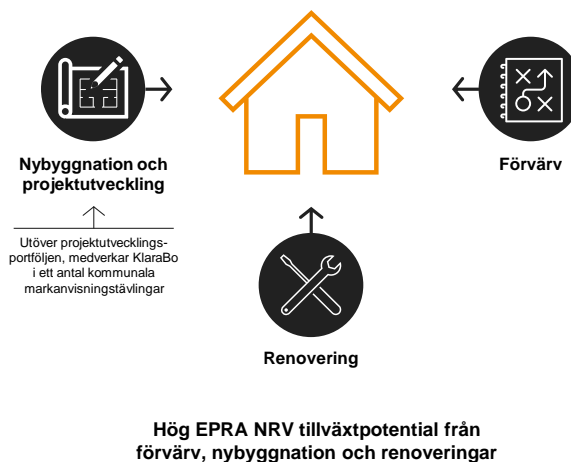 Nybyggnation och
projektutveckling
Utöver projektutvecklings-
portföljen, medverkar KlaraBo
i ett antal kommunala
markanvisningstävlingar
Förvärv
Renovering
Hög EPRA NRV tillväxtpotential från
förvärv, nybyggnation och renoveringar